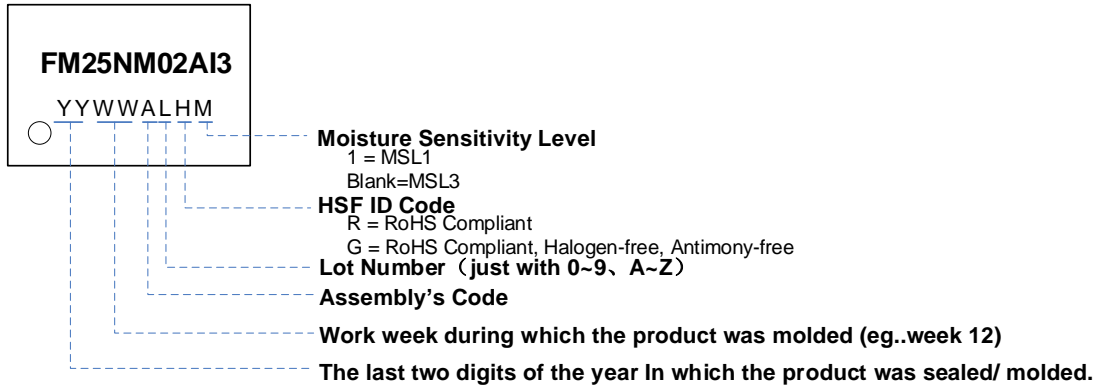 FM25NM02AI3
YYWWALHM
Moisture Sensitivity Level
1 = MSL1
Blank=MSL3
HSF ID Code
R = RoHS Compliant
G = RoHS Compliant, Halogen-free, Antimony-free
Lot Number（just with 0~9、A~Z）
Assembly's Code
Work week during which the product was molded (eg..week 12)
The last two digits of the year In which the product was sealed/ molded.